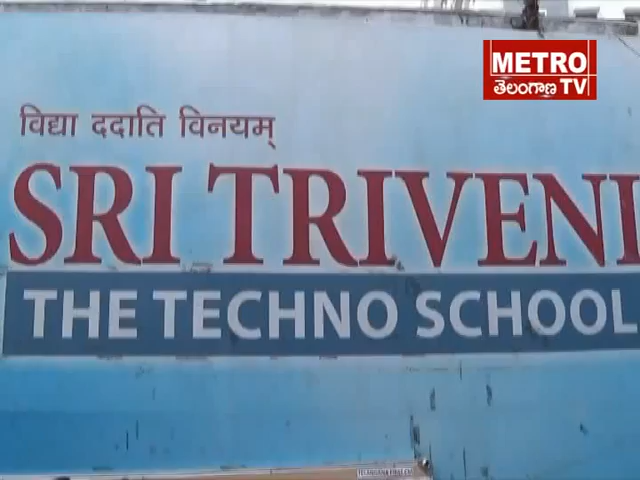 METRO
తెలంగాణ TV
विद्या ददाति विनयम्
SRI TRIVENI
THE TECHNO SCHOOL